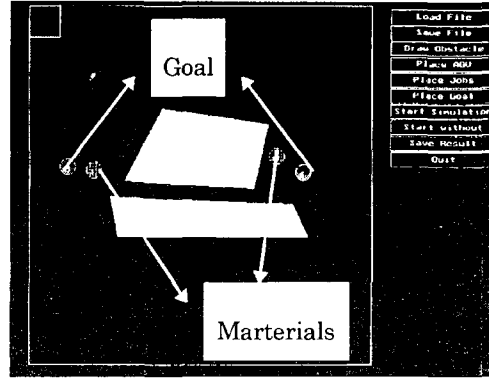 Goal
Marterials
Load File
Save File
Draw Obstacle
Place AGV
Place Jobs
Place Goal
Start Simulation
Start without
Save Result
Quit